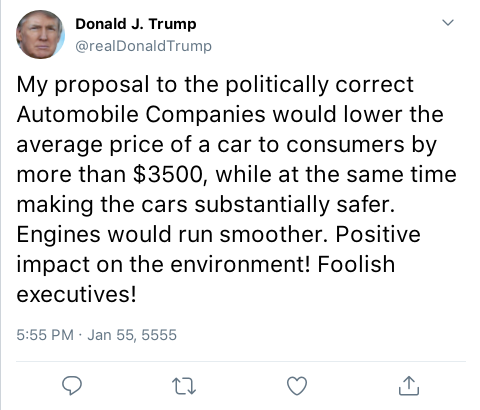 Donald J. Trump
@realDonaldTrump
My proposal to the politically correct
Automobile Companies would lower the
average price of a car to consumers by
more than $3500, while at the same time
making the cars substantially safer.
Engines would run smoother. Positive
impact on the environment! Foolish
executives!
5:55 PM · Jan 55, 5555